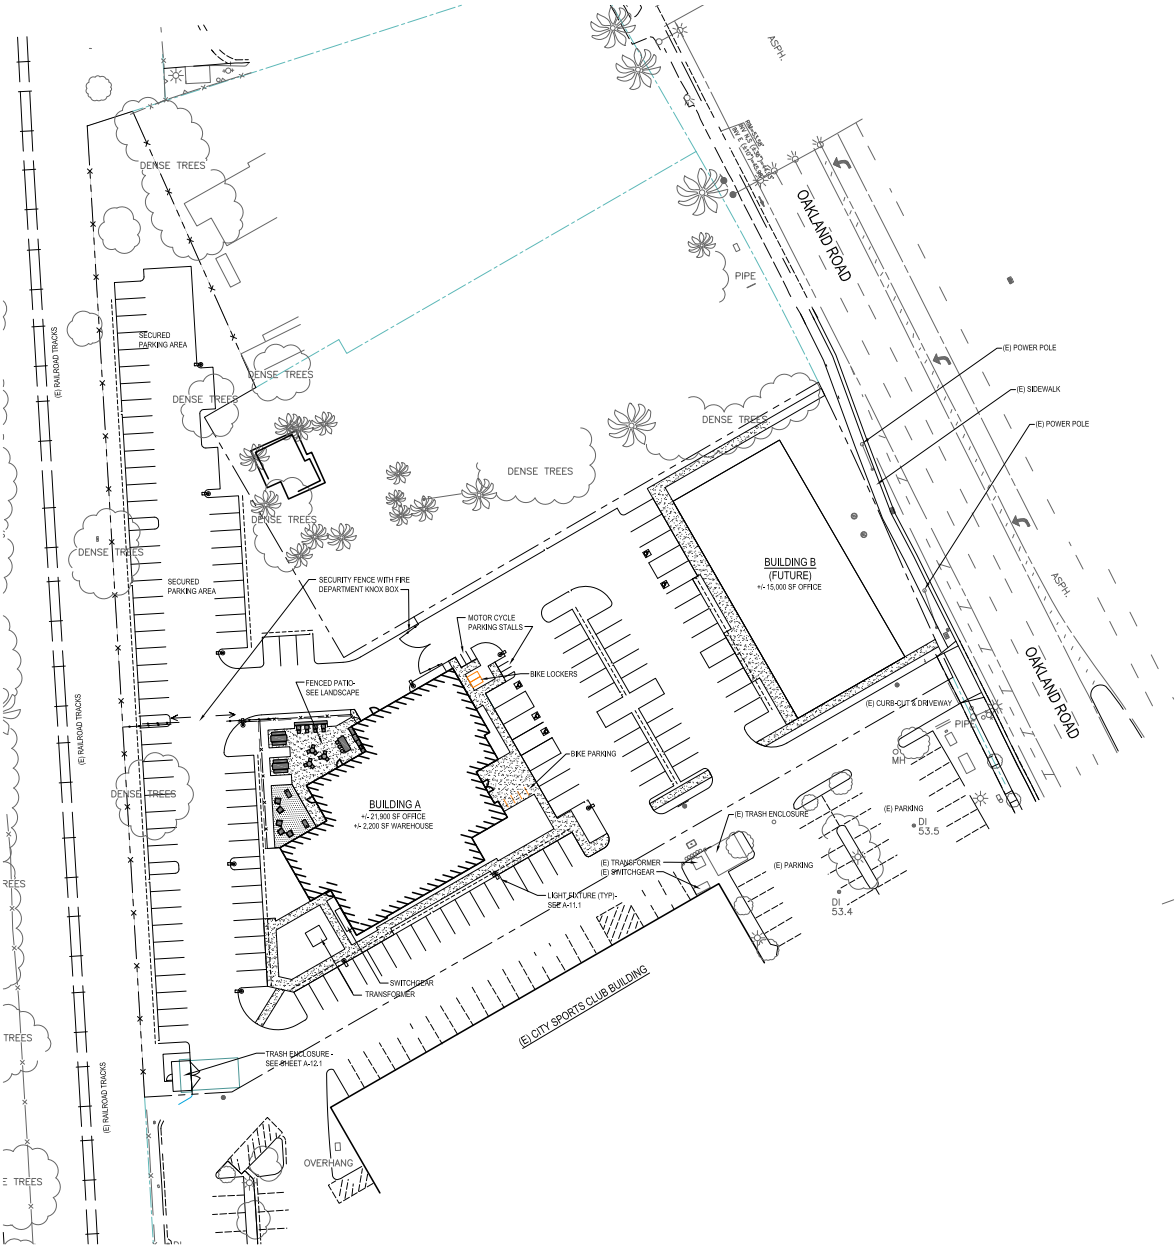 ASPH.
DENSE TREES
OAKLAND ROAD
PIPE
SECURED
PARKING AREA
(E) RAILROAD TRACKS
(E) POWER POLE
DENSE TREES
(E) SIDEWALK
DENSE TREES
DENSE TREES
(E) POWER POLE
DENSE TREES
DENSE TREES
DENSE TREES
BUILDING B
(FUTURE)
+/- 15,000 SF OFFICE
SECURED
PARKING AREA
SECURITY FENCE WITH FIRE
DEPARTMENT KNOX BOX
ASPH.
MOTOR CYCLE
PARKING STALLS
BIKE LOCKERS
FENCED PATIO-
SEE LANDSCAPE
OAKLAND ROAD
(E) CURB-CUT & DRIVEWAY
PIPE
(E) RAILROAD TRACKS
BIKE PARKING
MH
DENSE TREES
BUILDING A
+/- 21,900 SF OFFICE
+/- 2,200 SF WAREHOUSE
(E) PARKING
(E) TRASH ENCLOSURE
DI
53.5
(E) TRANSFORMER
(E) SWITCHGEAR
(E) PARKING
LIGHT FIXTURE (TYP)-
SEE A-11.1
DI
53.4
SWITCHGEAR
TRANSFORMER
(E) CITY SPORTS CLUB BUILDING
TREES
TRASH ENCLOSURE -
SEE SHEET A-12.1
(E) RAILROAD TRACKS
OVERHANG
E TREES